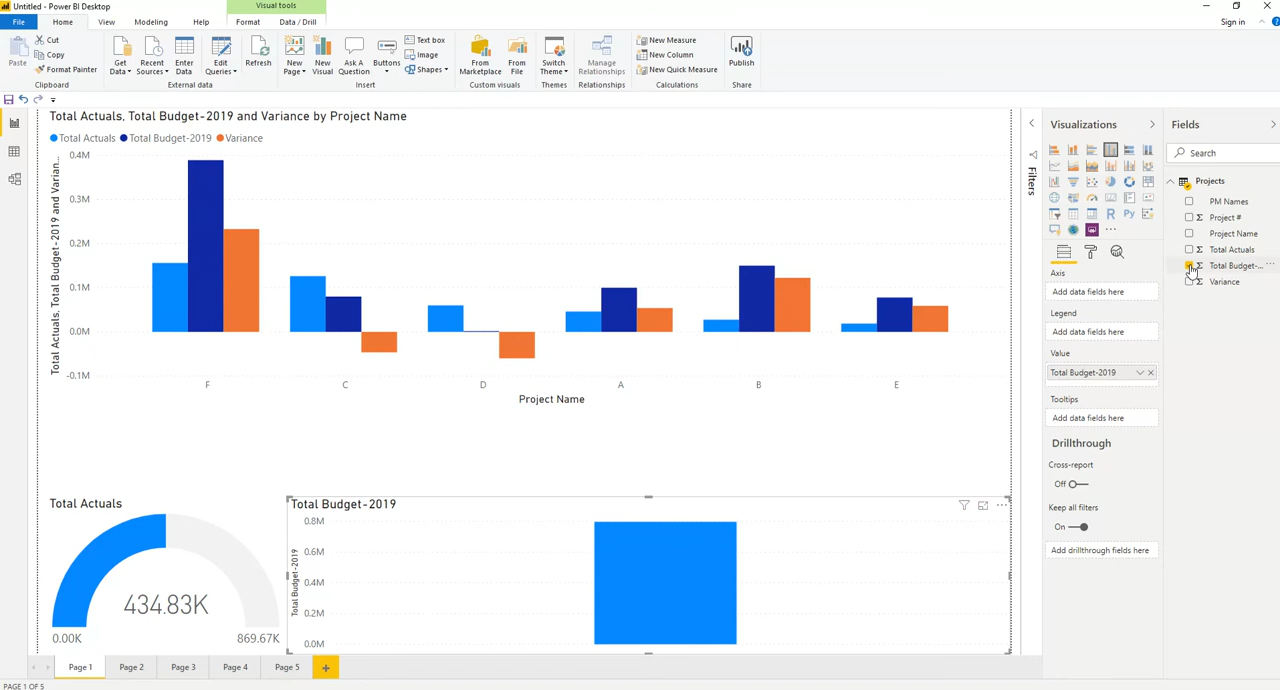 Untitled - Power BI Desktop
Visual tools
Sign in
File
Home
View
Modeling
Help
Format
Data / Drill
Paste
Cut
Copy
Format Painter
Clipboard
Get Data
Recent Sources
Enter Data
Edit Queries
Refresh
External data
New Page
New Visual
Ask A Question
Buttons
Text box
Image
Shapes
Insert
From Marketplace
From File
Custom visuals
Switch Theme
Themes
Manage Relationships
Relationships
New Measure
New Column
New Quick Measure
Calculations
Publish
Share
Total Actuals, Total Budget-2019 and Variance by Project Name
Total Actuals Total Budget-2019 Variance
Total Actuals, Total Budget-2019 and Varian...
0.4M
0.3M
0.2M
0.1M
0.0M
-0.1M
F C D A B E
Project Name
Total Actuals
434.83K
0.00K
869.67K
Total Budget-2019
Total Budget-2019
0.8M
0.6M
0.4M
0.2M
0.0M
Filters
Visualizations
R
Py
Axis
Add data fields here
Legend
Add data fields here
Value
Total Budget-2019
Tooltips
Add data fields here
Drillthrough
Cross-report
Off
Keep all filters
On
Add drillthrough fields here
Fields
Search
Projects
PM Names
Σ Project #
Project Name
Σ Total Actuals
Σ Total Budget-...
Σ Variance
Page 1
Page 2
Page 3
Page 4
Page 5
PAGE 1 OF 5